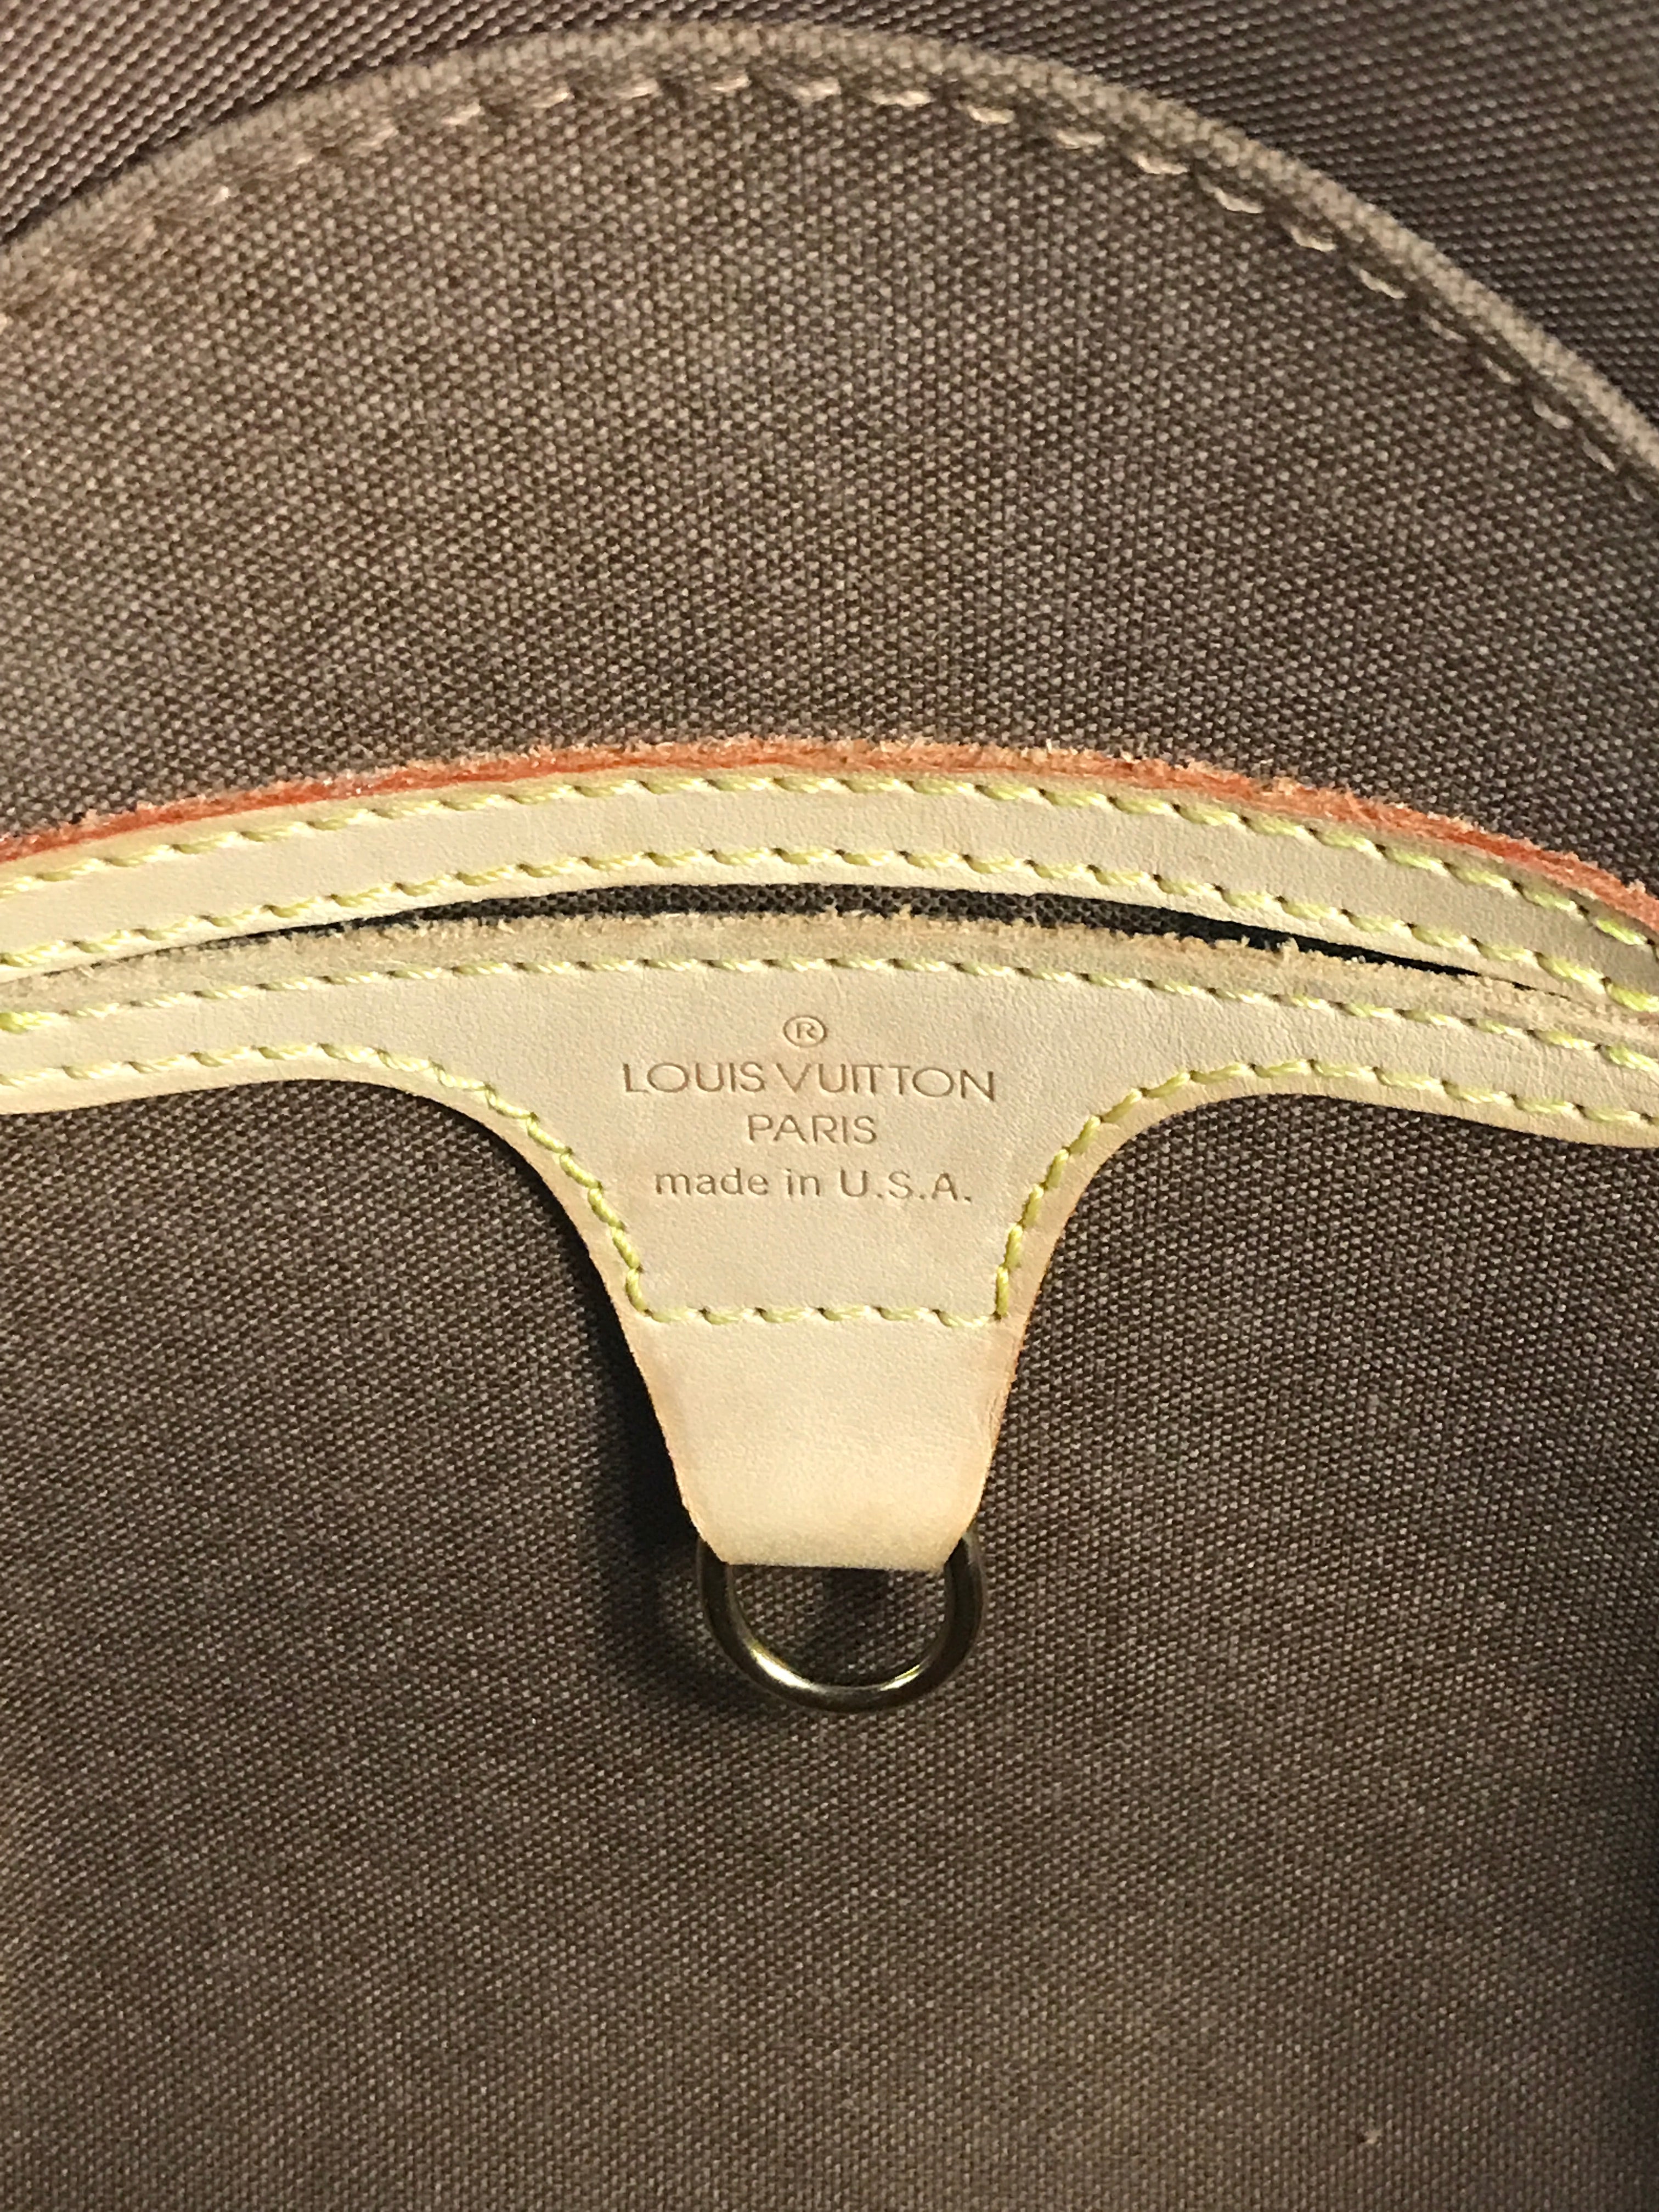 ®
LOUIS VUITTON
PARIS
made in U.S.A.